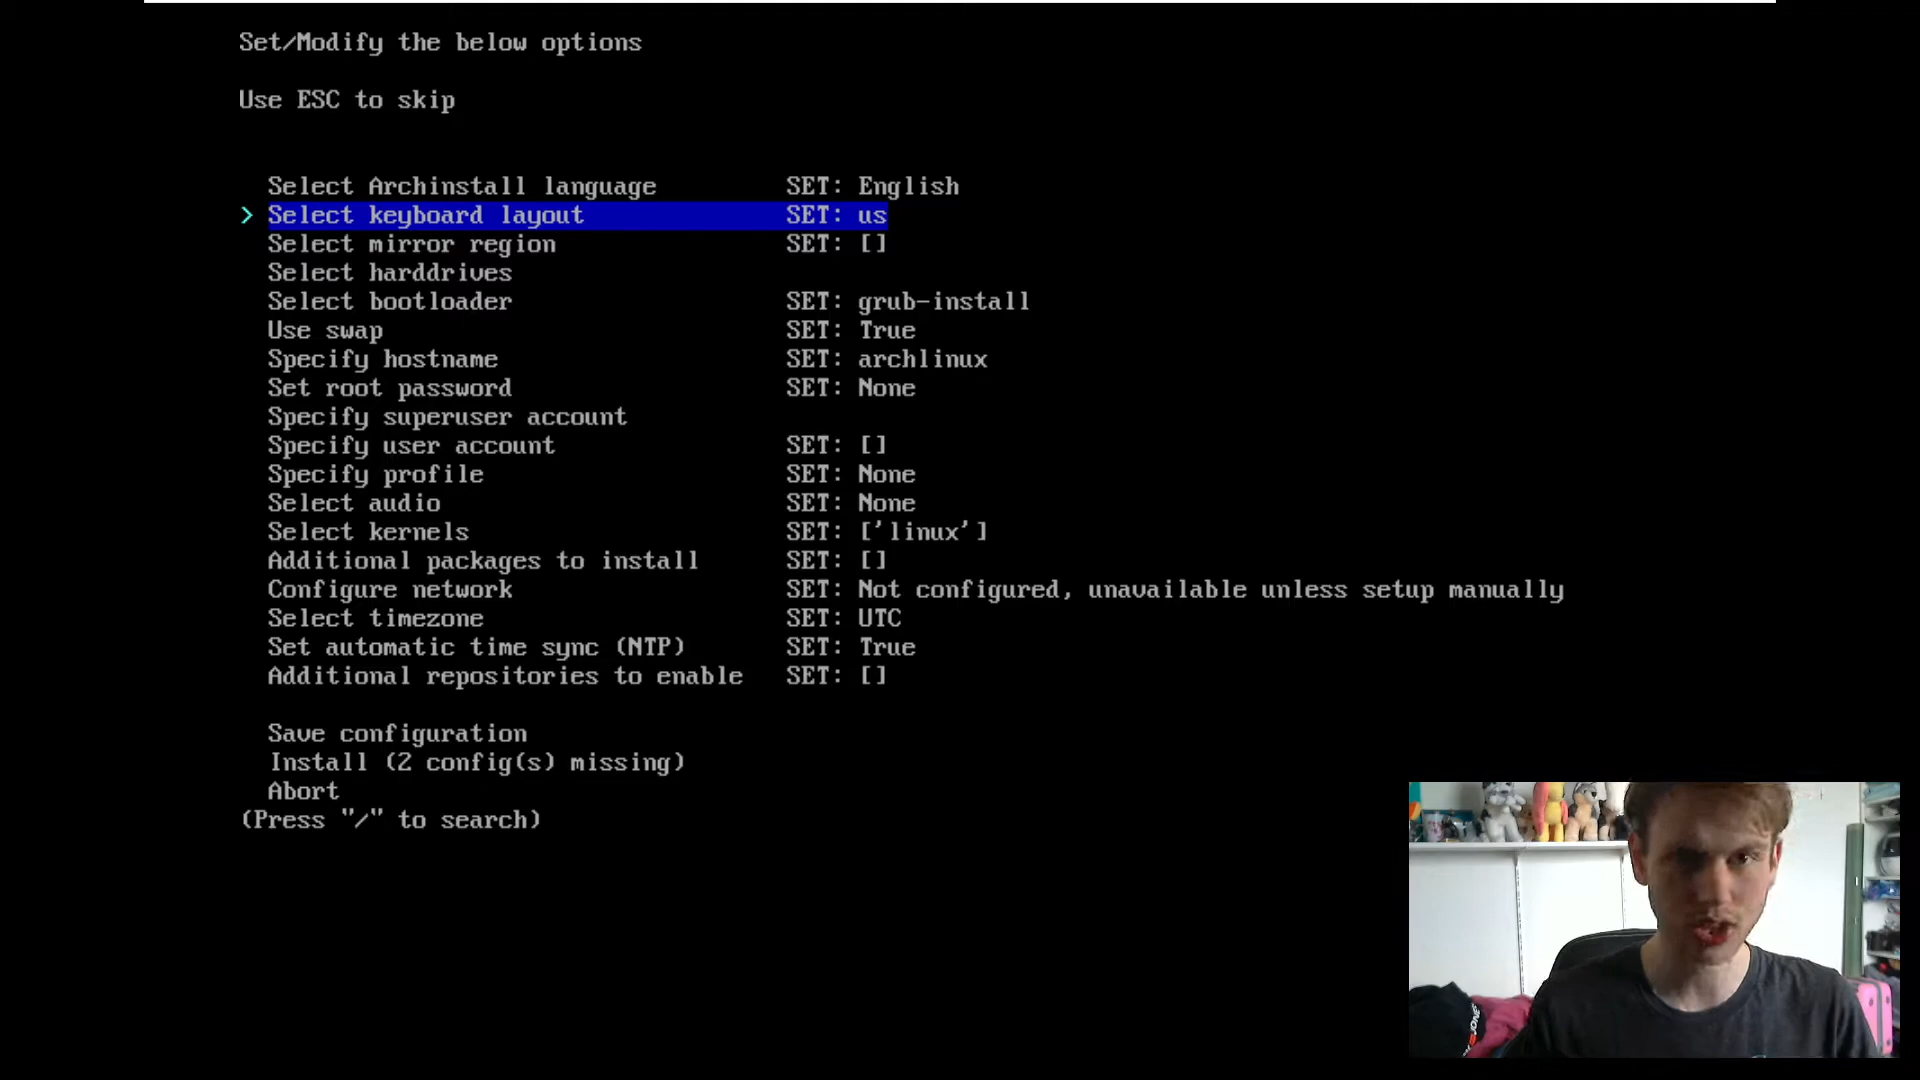 Set/Modify the below options
Use ESC to skip
Select Archinstall language SET: English
> Select keyboard layout SET: us
Select mirror region SET: []
Select harddrives
Select bootloader SET: grub-install
Use swap SET: True
Specify hostname SET: archlinux
Set root password SET: None
Specify superuser account
Specify user account SET: []
Specify profile SET: None
Select audio SET: None
Select kernels SET: ['linux']
Additional packages to install SET: []
Configure network SET: Not configured, unavailable unless setup manually
Select timezone SET: UTC
Set automatic time sync (NTP) SET: True
Additional repositories to enable SET: []
Save configuration
Install (2 config(s) missing)
Abort
(Press "/" to search)